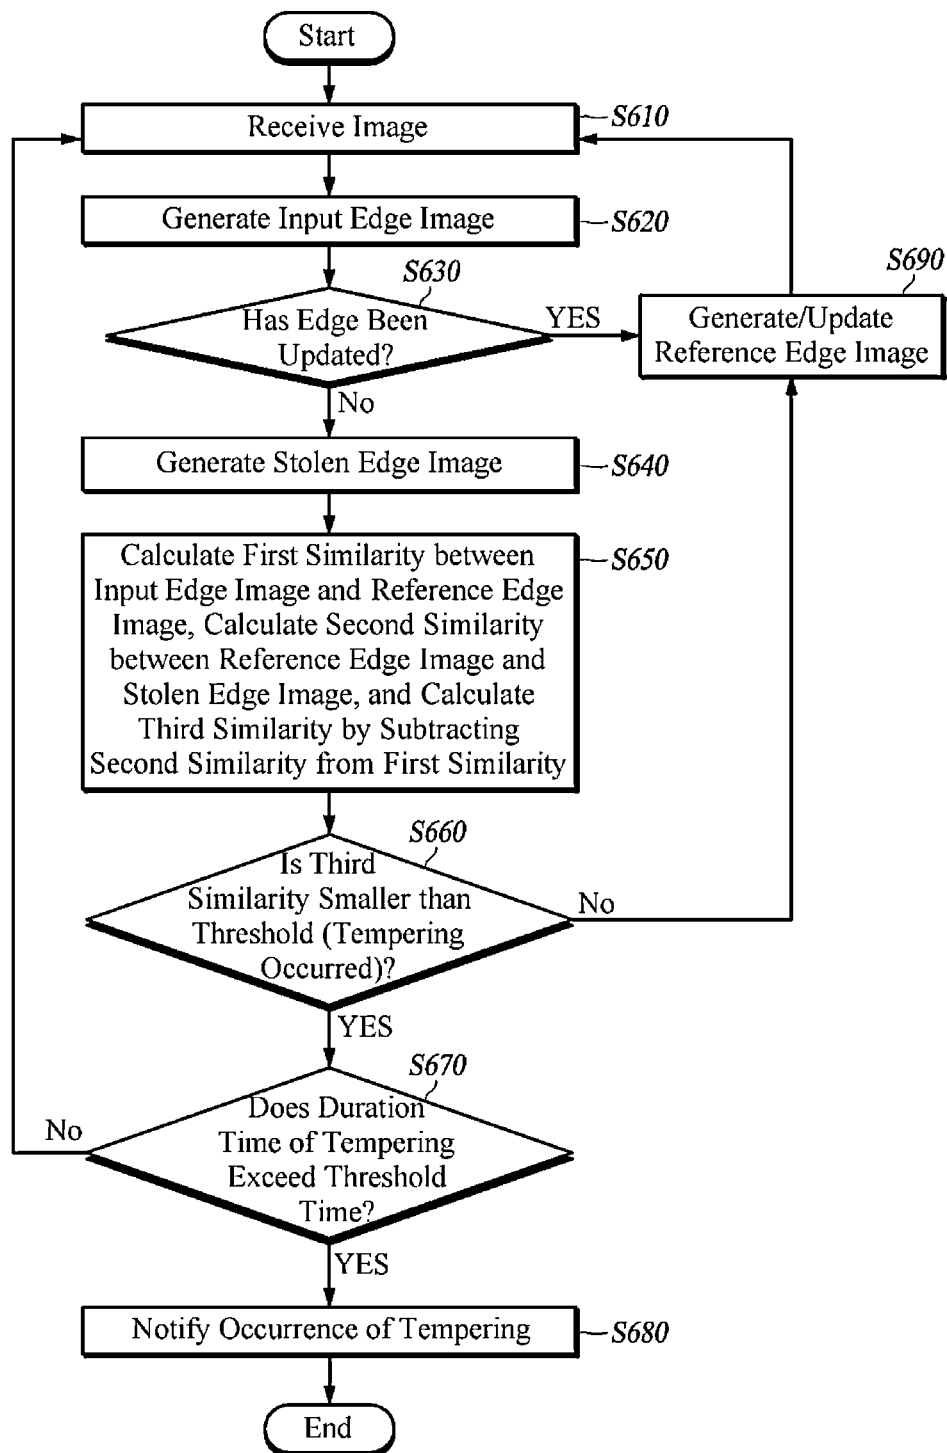 Start
Receive Image
S610
Generate Input Edge Image
S620
S630
Has Edge Been
Updated?
YES
No
S690
Generate/Update
Reference Edge Image
Generate Stolen Edge Image
S640
Calculate First Similarity between
Input Edge Image and Reference Edge
Image, Calculate Second Similarity
between Reference Edge Image and
Stolen Edge Image, and Calculate
Third Similarity by Subtracting
Second Similarity from First Similarity
S650
S660
Is Third
Similarity Smaller than
Threshold (Tempering
Occurred)?
No
YES
S670
Does Duration
Time of Tempering
Exceed Threshold
Time?
No
YES
Notify Occurrence of Tempering
S680
End